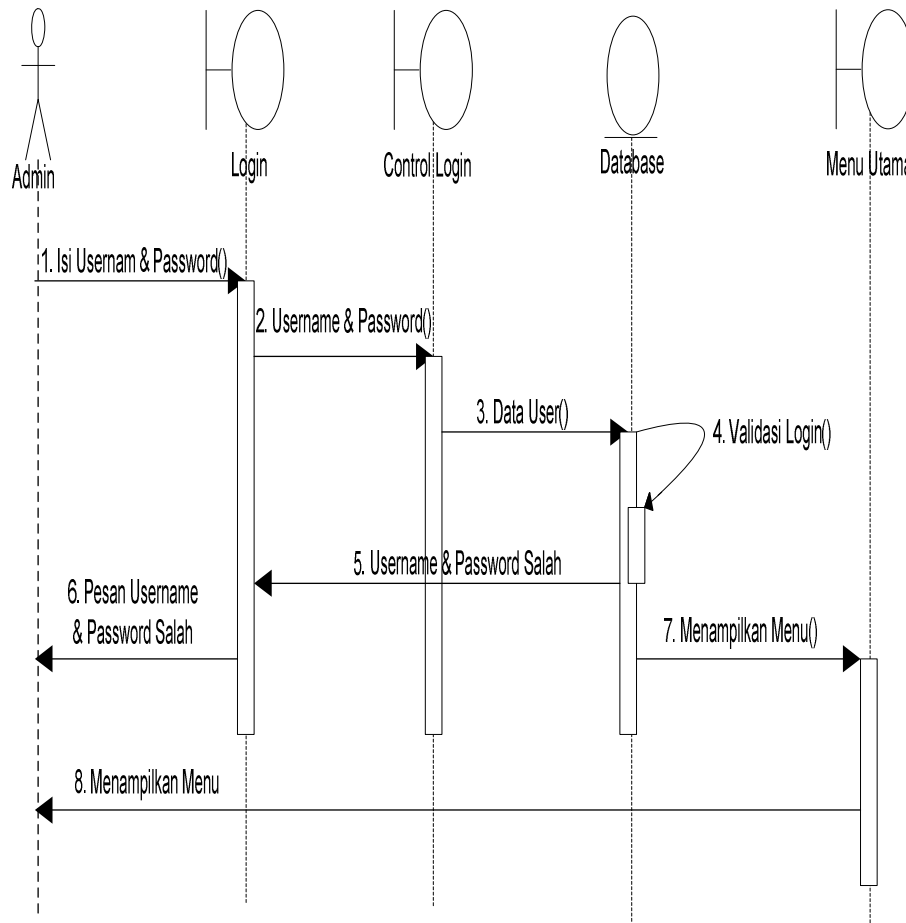 Admin
Login
Control Login
Database
Menu Utama
1. Isi Usernam & Password()
2. Username & Password()
3. Data User()
4. Validasi Login()
5. Username & Password Salah
6. Pesan Username
& Password Salah
7. Menampilkan Menu()
8. Menampilkan Menu